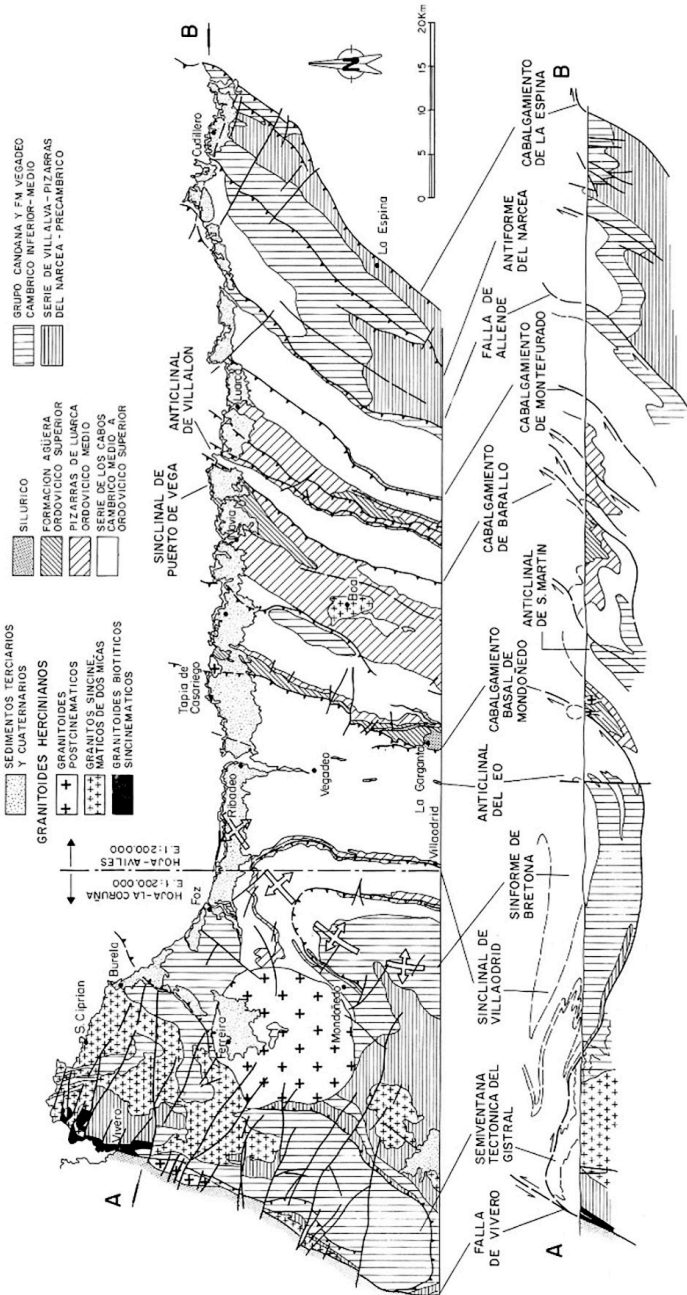 SEDIMENTOS TERCIARIOS
Y CUATERNARIOS
GRANITOIDES HERCINIANOS
GRANITOIDES
POSTCINEMATICOS
GRANITOS SINCINE_
MATICOS DE DOS MICAS
GRANITOIDES BIOTITICOS
SINCINEMATICOS
SILURICO
FORMACION AGÜERA
ORDOVICICO SUPERIOR
PIZARRAS DE LUARCA
ORDOVICICO MEDIO
SERIE DE LOS CABOS
CAMBRICO MEDIO A
ORDOVICICO SUPERIOR
GRUPO CANDANA Y FM VEGADEO
CAMBRICO INFERIOR-MEDIO
SERIE DE VILLALVA-PIZARRAS
DEL NARCEA-PRECAMBRICO
HOJA-LA CORUÑA
E. 1:200.000
HOJA-AVILES
E. 1:200.000
SINCLINAL DE
PUERTO DE VEGA
ANTICLINAL
DE VILLALON
A
B
N
0 5 10 15 20Km
S. Ciprian
Burela
Vivero
Foz
Ferreira
Mondoñedo
Ribadeo
Vegadeo
Villaodrid
La Garganta
Tapia de
Casariego
Boal
Navia
Luarca
Cudillero
La Espina
FALLA DE
VIVERO
SEMIVENTANA
TECTONICA DEL
GISTRAL
SINCLINAL DE
VILLAODRID
SINFORME DE
BRETONA
ANTICLINAL
DEL EO
CABALGAMIENTO
BASAL DE
MONDOÑEDO
ANTICLINAL
DE S. MARTIN
CABALGAMIENTO
DE BARALLO
CABALGAMIENTO
DE MONTEFURADO
FALLA DE
ALLENDE
ANTIFORME
DEL NARCEA
CABALGAMIENTO
DE LA ESPINA
A
B